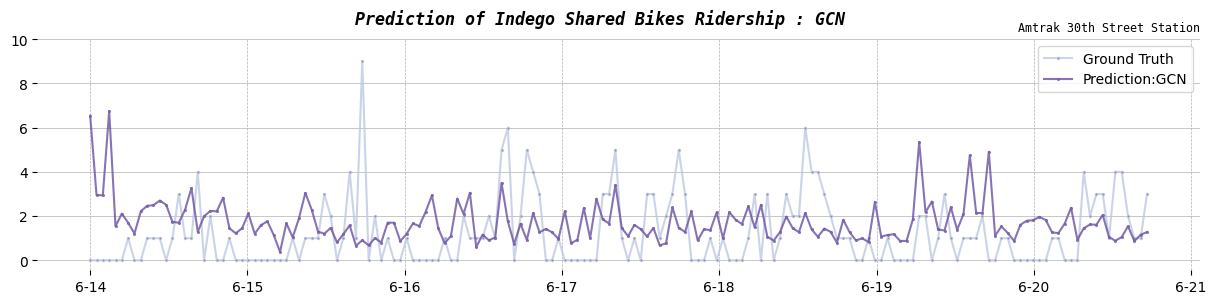 Prediction of Indego Shared Bikes Ridership : GCN
Amtrak 30th Street Station
Ground Truth
Prediction:GCN
10
8
6
4
2
0
6-14 6-15 6-16 6-17 6-18 6-19 6-20 6-21